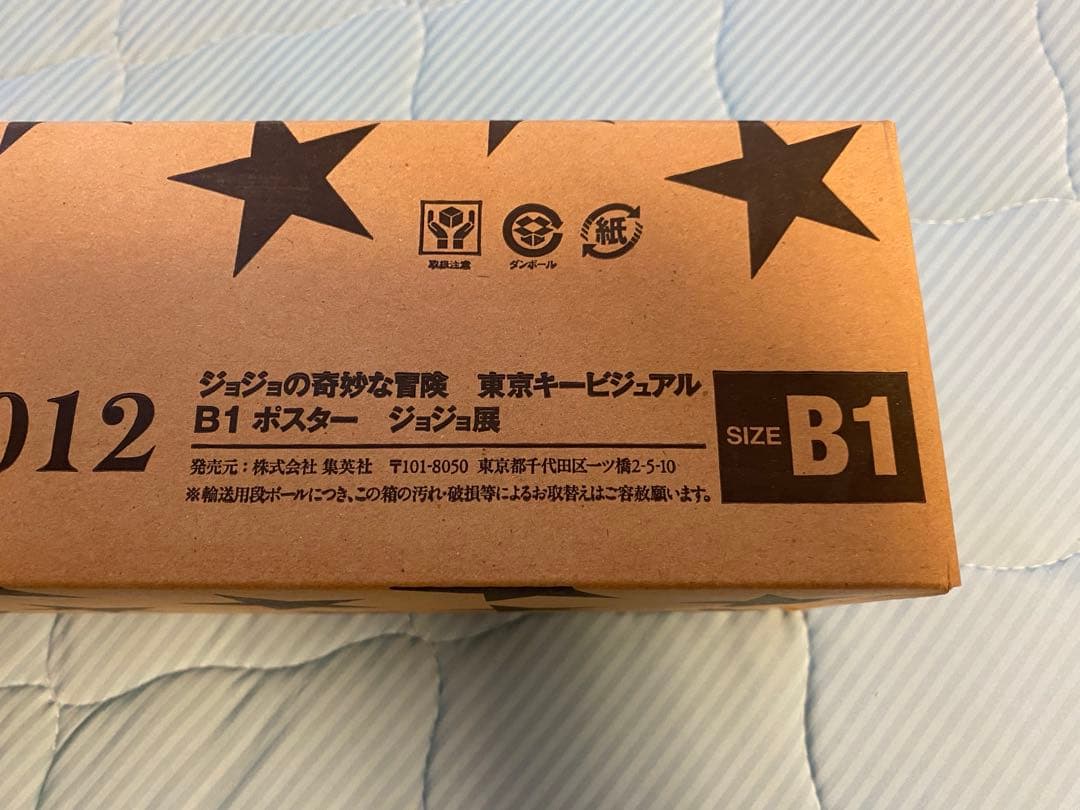 取扱注意
ダンボール
紙
012
ジョジョの奇妙な冒険 東京キービジュアル
B1 ポスター ジョジョ展
発売元：株式会社 集英社 〒101-8050 東京都千代田区一ツ橋2-5-10
※輸送用段ボールにつき、この箱の汚れ・破損等によるお取替えはご容赦願います。
SIZE B1